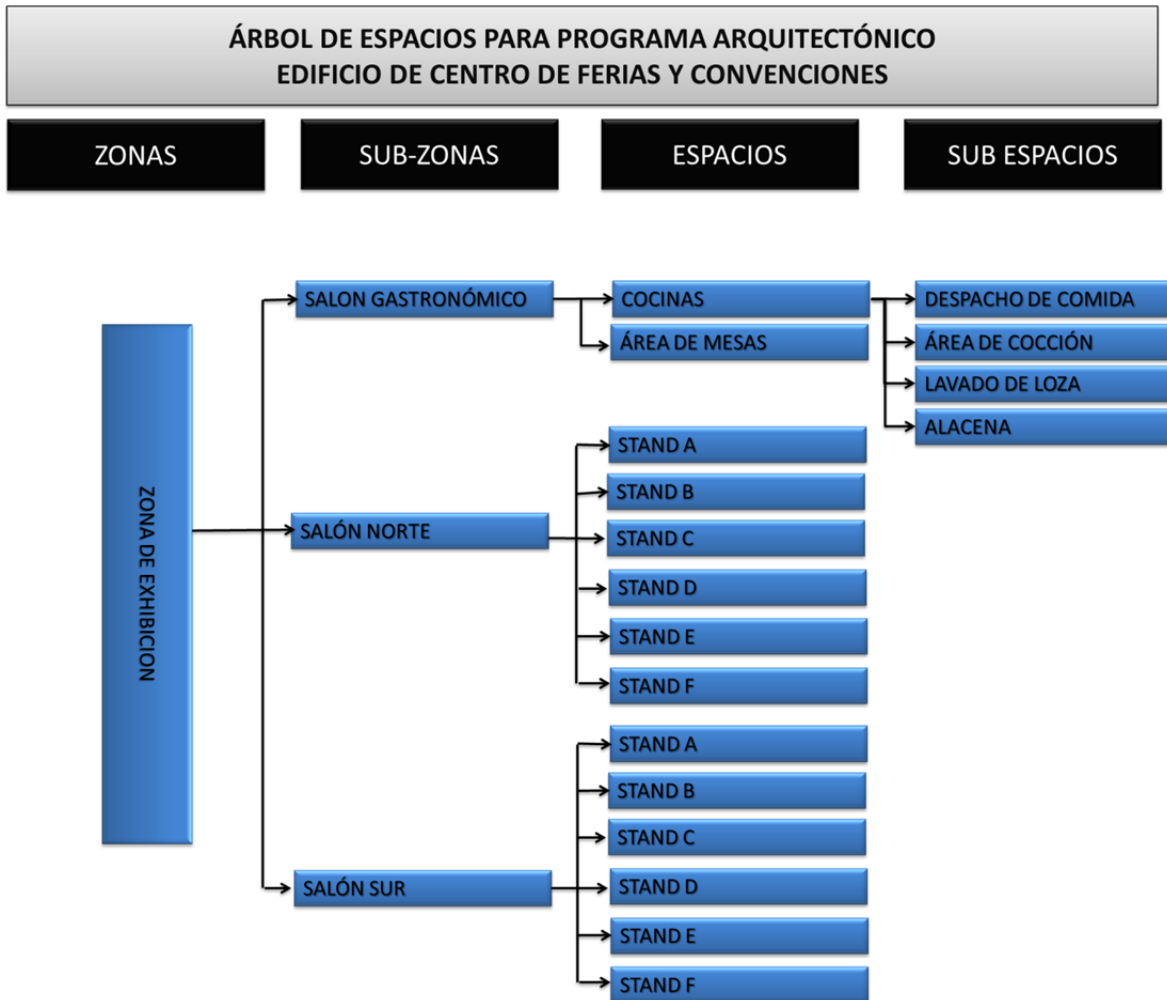 ÁRBOL DE ESPACIOS PARA PROGRAMA ARQUITECTÓNICO
EDIFICIO DE CENTRO DE FERIAS Y CONVENCIONES
ZONAS
SUB-ZONAS
ESPACIOS
SUB ESPACIOS
ZONA DE EXHIBICION
SALON GASTRONÓMICO
COCINAS
DESPACHO DE COMIDA
ÁREA DE COCCIÓN
LAVADO DE LOZA
ALACENA
ÁREA DE MESAS
SALÓN NORTE
STAND A
STAND B
STAND C
STAND D
STAND E
STAND F
SALÓN SUR
STAND A
STAND B
STAND C
STAND D
STAND E
STAND F